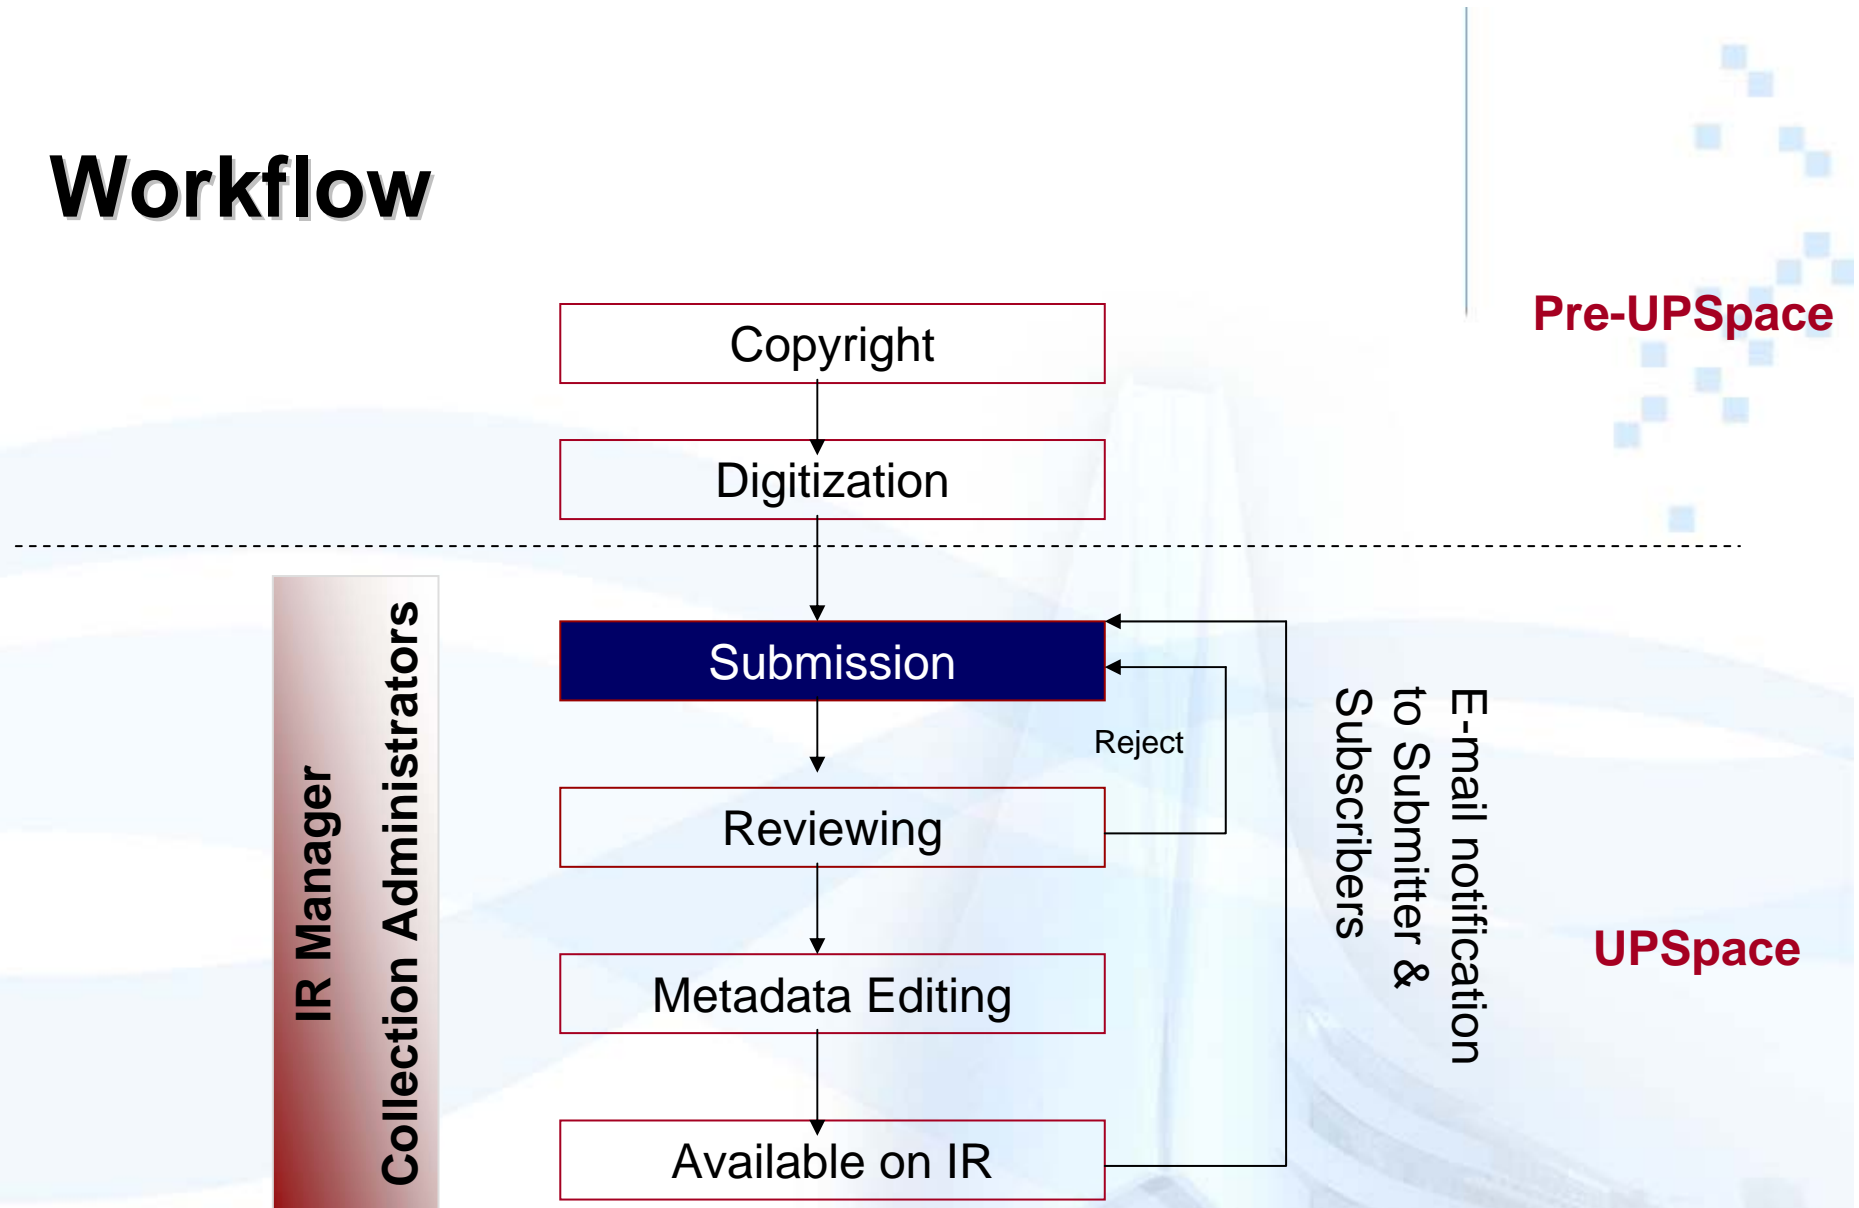 Workflow
Pre-UPSpace
Copyright
Digitization
IR Manager
Collection Administrators
Submission
Reject
Reviewing
Metadata Editing
Available on IR
E-mail notification
to Submitter &
Subscribers
UPSpace